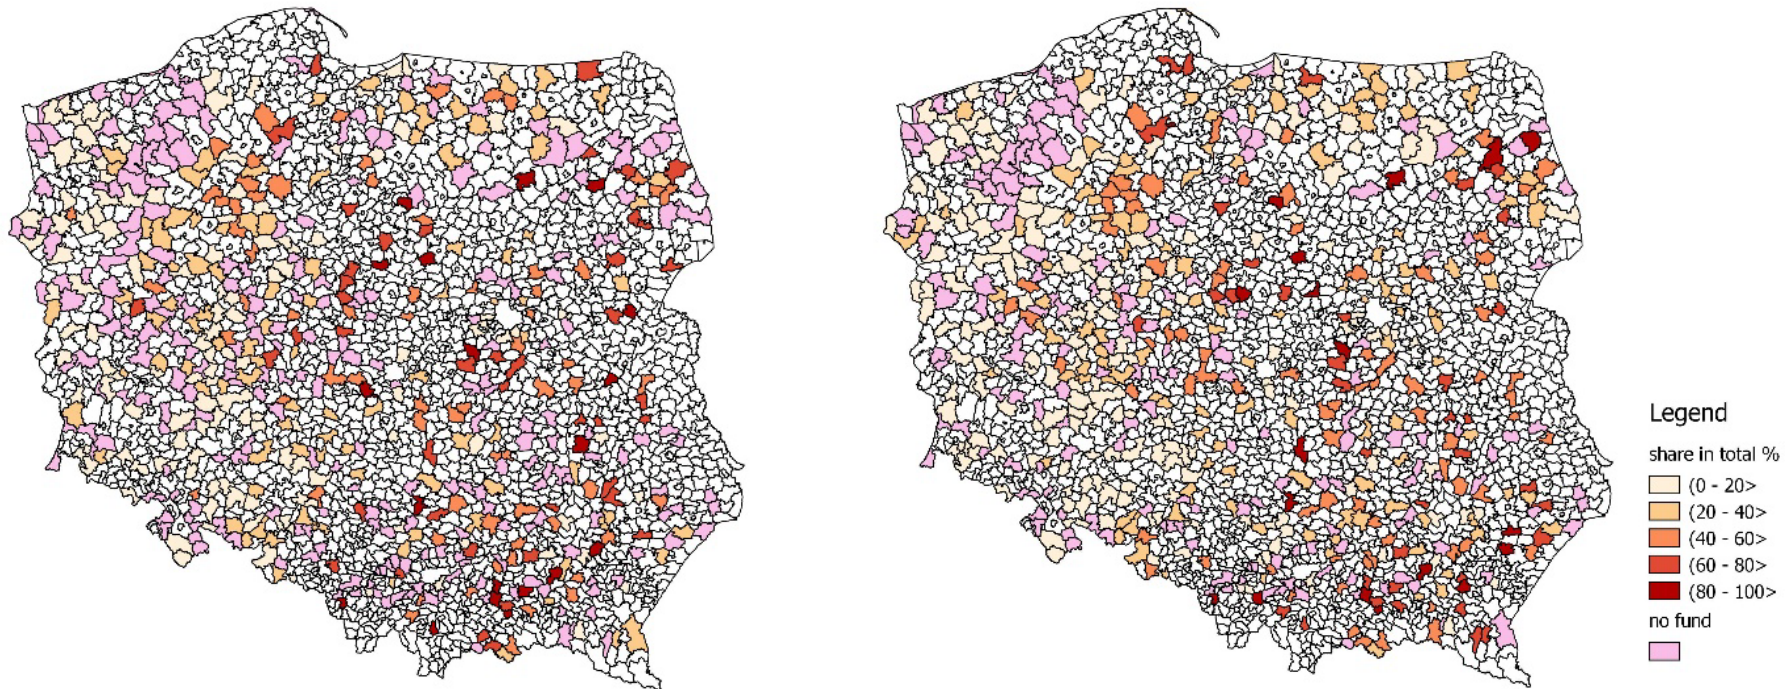 Legend
share in total %
(0 - 20>
(20 - 40>
(40 - 60>
(60 - 80>
(80 - 100>
no fund